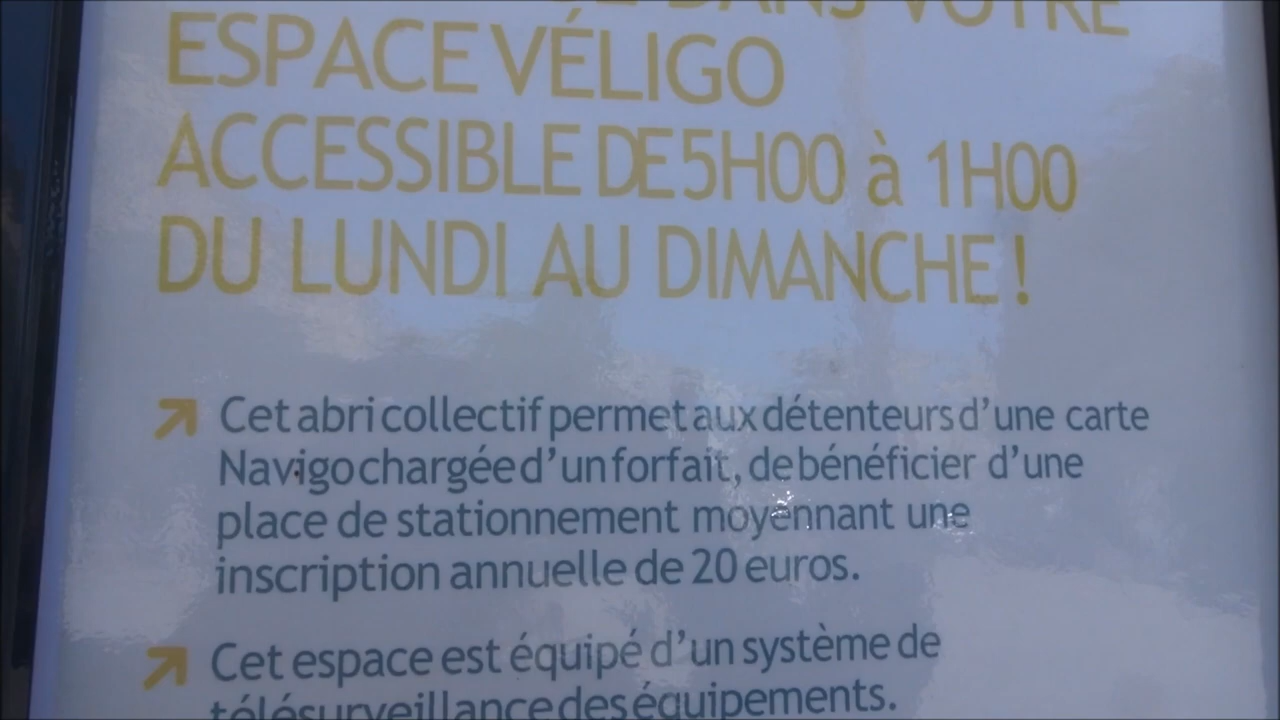 DANS VOTRE
ESPACE VÉLIGO
ACCESSIBLE DE 5H00 à 1H00
DU LUNDI AU DIMANCHE !
Cet abri collectif permet aux détenteurs d'une carte
Navigo chargée d'un forfait, de bénéficier d'une
place de stationnement moyennant une
inscription annuelle de 20 euros.
Cet espace est équipé d'un système de
télésurveillance des équipements.